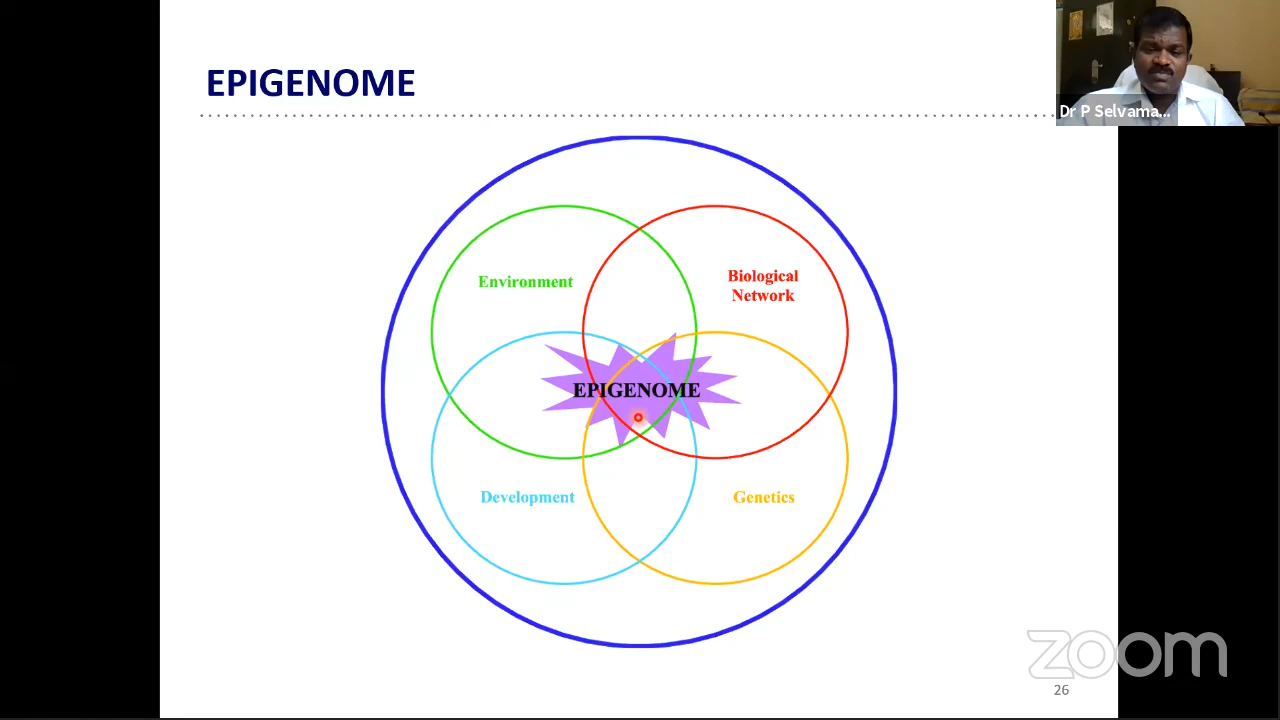 EPIGENOME
Dr P Selvama...
Environment
Biological
Network
EPIGENOME
Development
Genetics
zoom
26